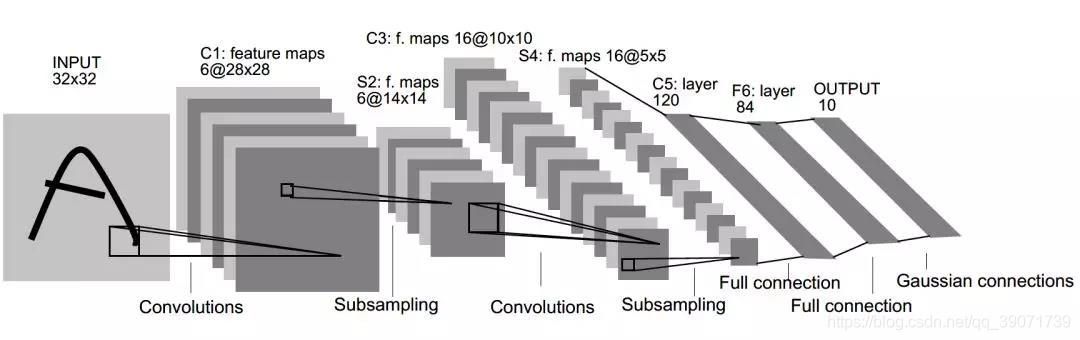 INPUT
32x32
C1: feature maps
6@28x28
S2: f. maps
6@14x14
C3: f. maps 16@10x10
S4: f. maps 16@5x5
C5: layer
120
F6: layer
84
OUTPUT
10
Convolutions
Subsampling
Convolutions
Subsampling
Full connection
Full connection
Gaussian connections
https://blog.csdn.net/qq_39071739